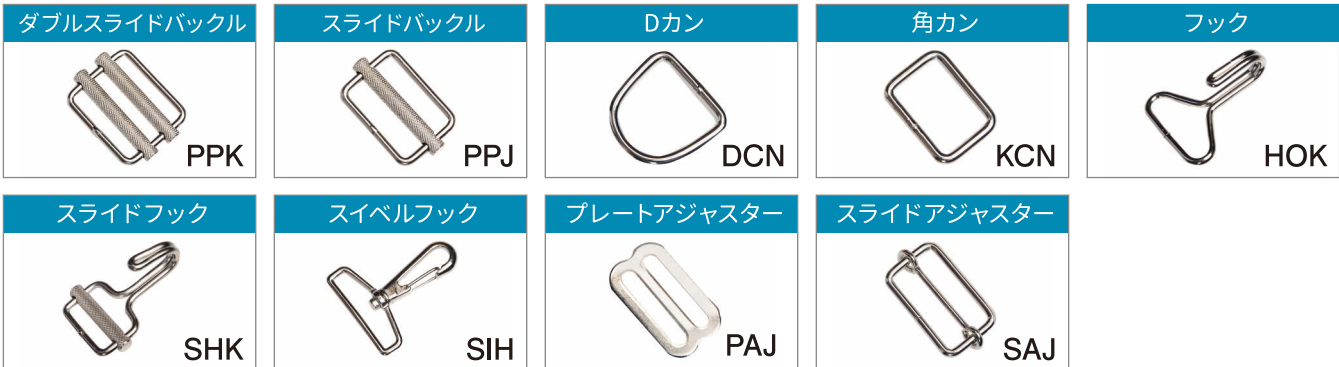 ダブルスライドバックル
PPK
スライドバックル
PPJ
Dカン
DCN
角カン
KCN
フック
HOK
スライドフック
SHK
スイベルフック
SIH
プレートアジャスター
PAJ
スライドアジャスター
SAJ